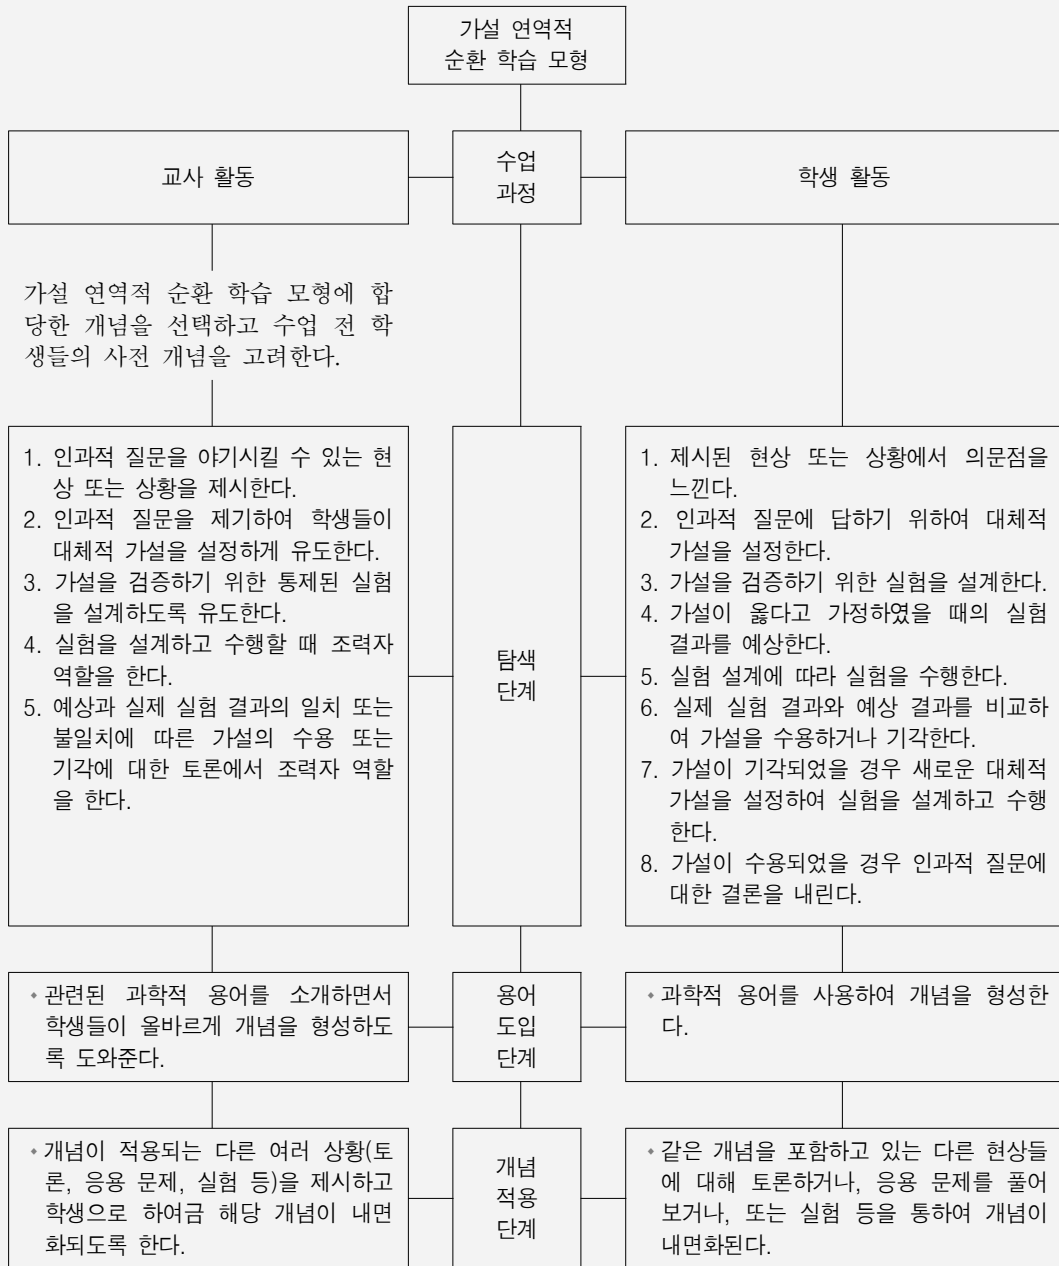 가설 연역적
순환 학습 모형
교사 활동
수업
과정
학생 활동
가설 연역적 순환 학습 모형에 합
당한 개념을 선택하고 수업 전 학
생들의 사전 개념을 고려한다.
1. 인과적 질문을 야기시킬 수 있는 현
상 또는 상황을 제시한다.
2. 인과적 질문을 제기하여 학생들이
대체적 가설을 설정하게 유도한다.
3. 가설을 검증하기 위한 통제된 실험
을 설계하도록 유도한다.
4. 실험을 설계하고 수행할 때 조력자
역할을 한다.
5. 예상과 실제 실험 결과의 일치 또는
불일치에 따른 가설의 수용 또는
기각에 대한 토론에서 조력자 역할
을 한다.
탐색
단계
1. 제시된 현상 또는 상황에서 의문점을
느낀다.
2. 인과적 질문에 답하기 위하여 대체적
가설을 설정한다.
3. 가설을 검증하기 위한 실험을 설계한다.
4. 가설이 옳다고 가정하였을 때의 실험
결과를 예상한다.
5. 실험 설계에 따라 실험을 수행한다.
6. 실제 실험 결과와 예상 결과를 비교하
여 가설을 수용하거나 기각한다.
7. 가설이 기각되었을 경우 새로운 대체적
가설을 설정하여 실험을 설계하고 수행
한다.
8. 가설이 수용되었을 경우 인과적 질문에
대한 결론을 내린다.
• 관련된 과학적 용어를 소개하면서
학생들이 올바르게 개념을 형성하도
록 도와준다.
용어
도입
단계
• 과학적 용어를 사용하여 개념을 형성한
다.
• 개념이 적용되는 다른 여러 상황(토
론, 응용 문제, 실험 등)을 제시하고
학생으로 하여금 해당 개념이 내면
화되도록 한다.
개념
적용
단계
• 같은 개념을 포함하고 있는 다른 현상들
에 대해 토론하거나, 응용 문제를 풀어
보거나, 또는 실험 등을 통하여 개념이
내면화된다.